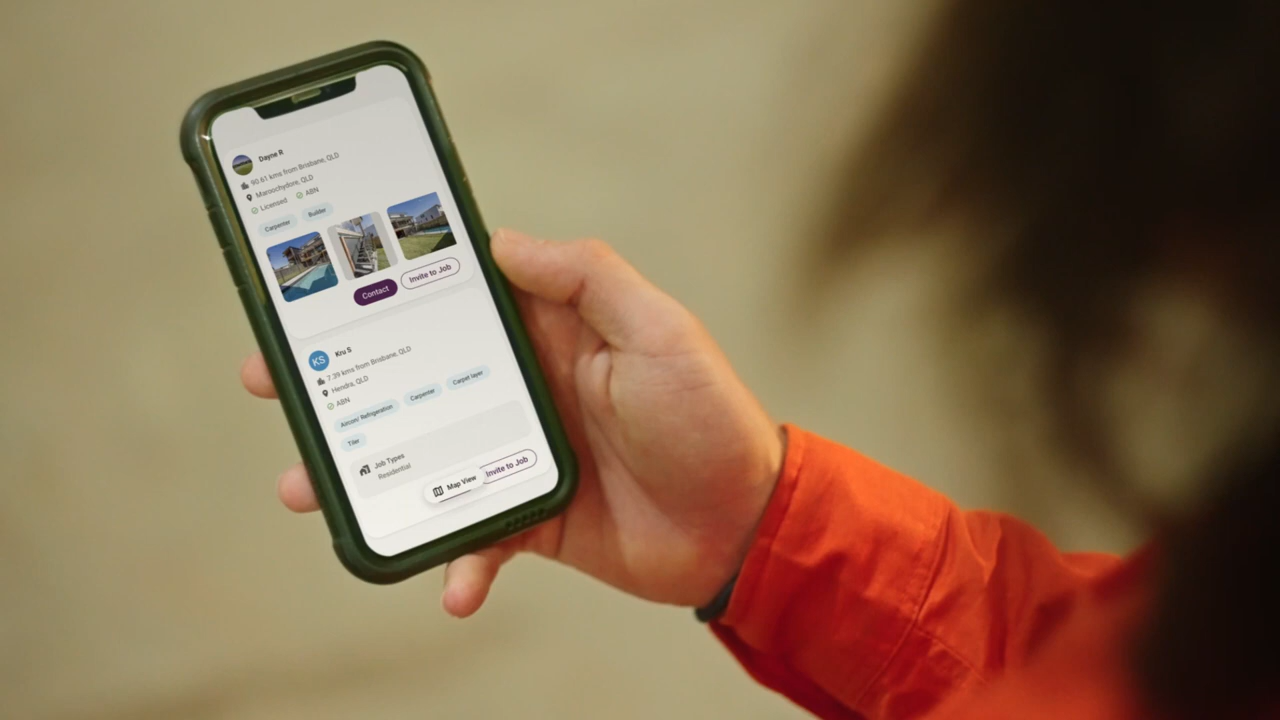 Dayne R
90.61 kms from Brisbane, QLD
Maroochydore, QLD
Licensed ABN
Carpenter Builder
Contact Invite to Job
KS Kru S
7.39 kms from Brisbane, QLD
Hendra, QLD
ABN
Aircon/ Refrigeration Carpenter Carpet layer
Tiler
Job Types
Residential
Map View Invite to Job